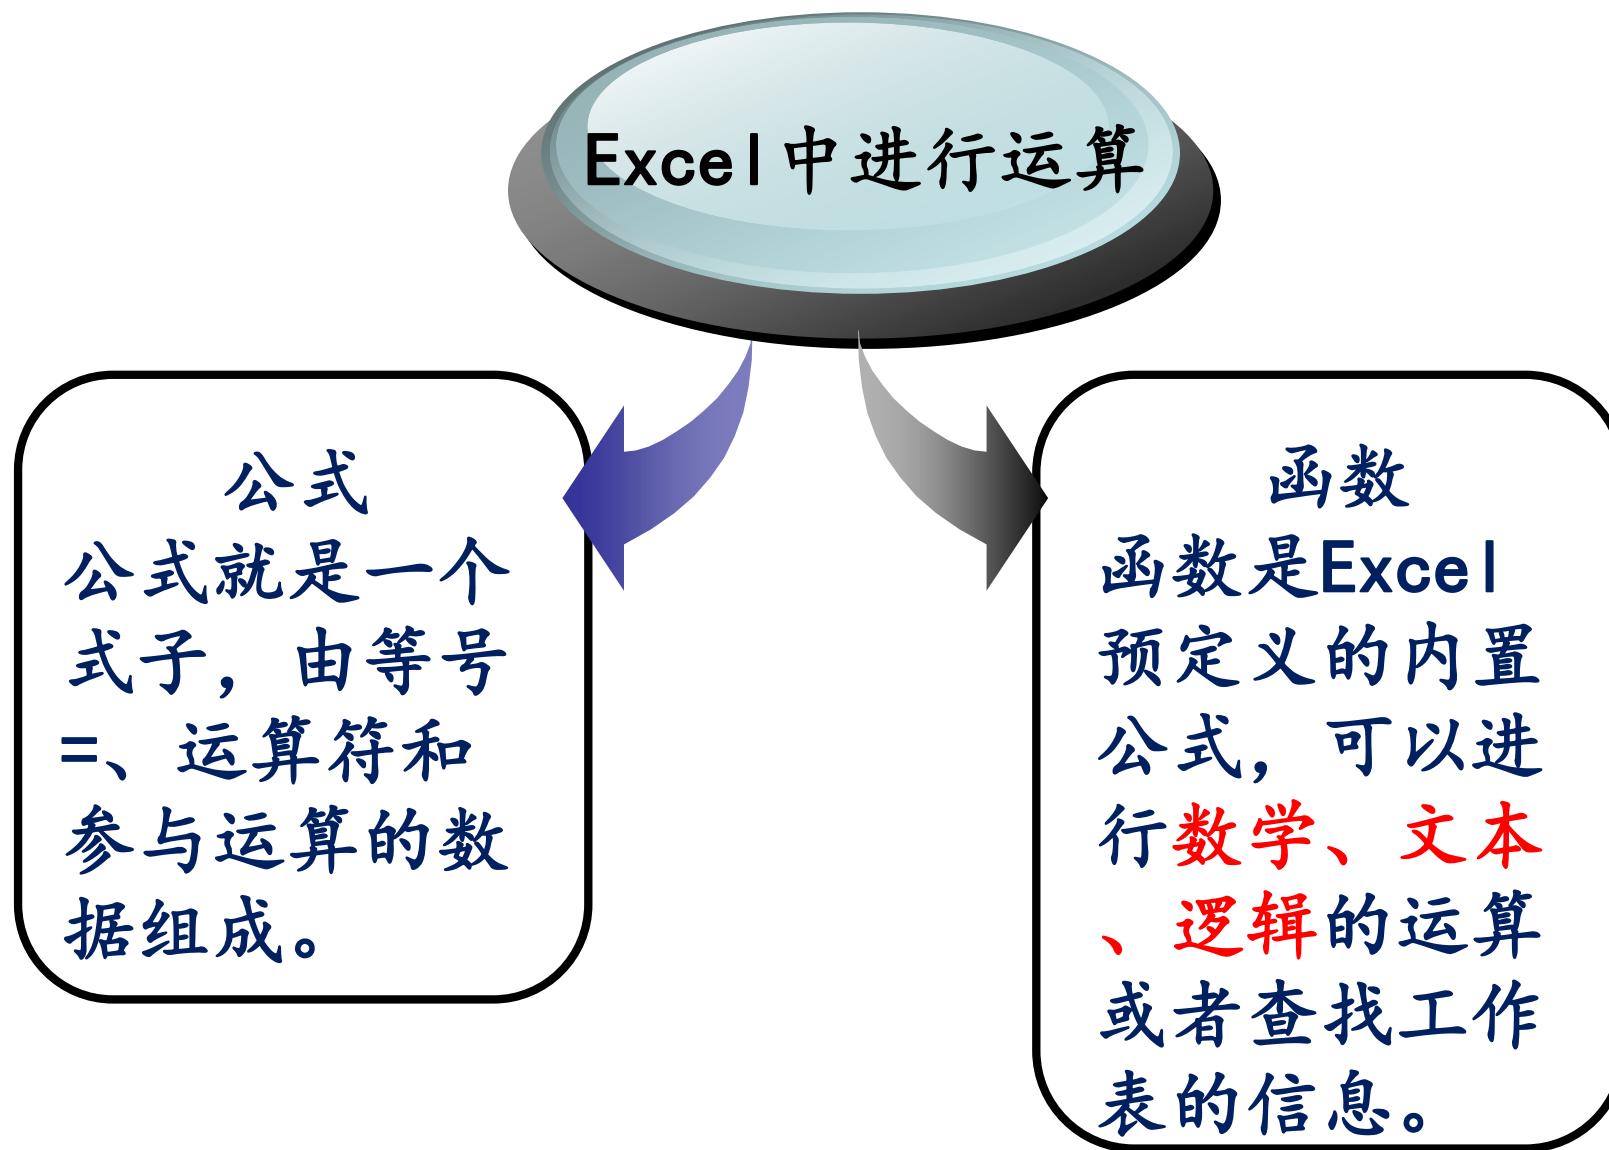 Excel中进行运算
公式
公式就是一个
式子，由等号
=、运算符和
参与运算的数
据组成。
函数
函数是Excel
预定义的内置
公式，可以进
行数学、文本
、逻辑的运算
或者查找工作
表的信息。